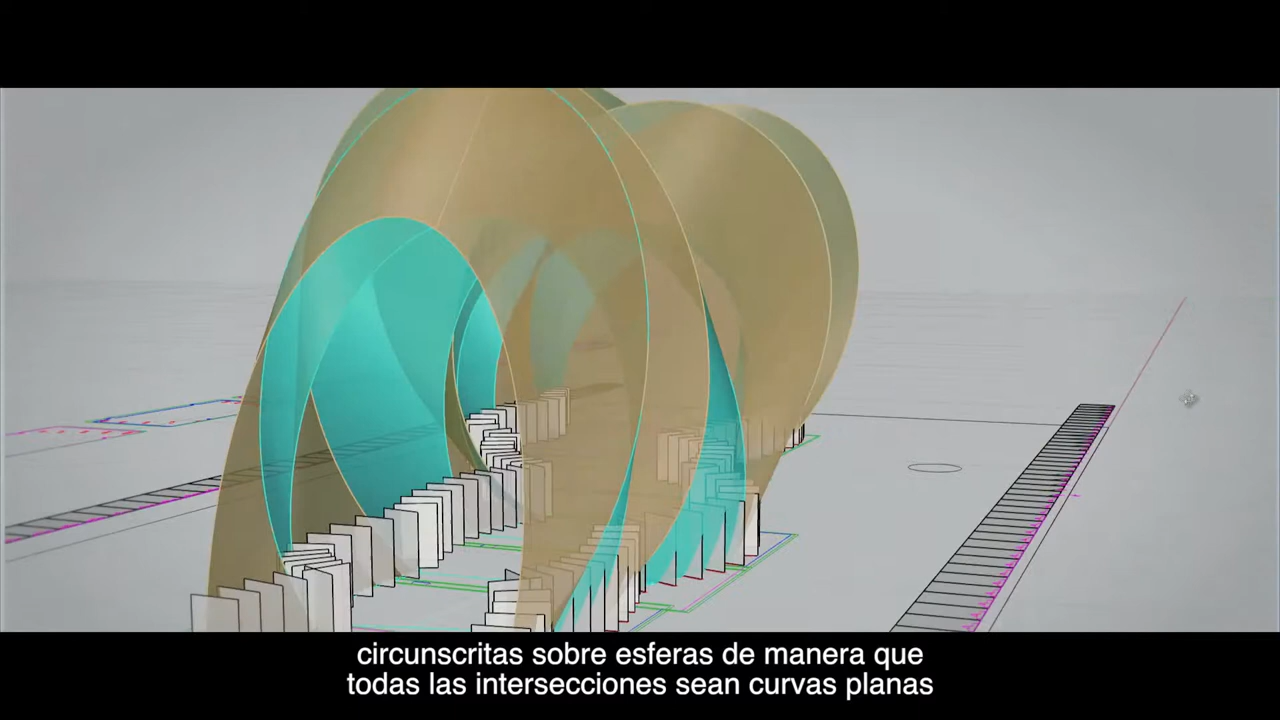 circunscritas sobre esferas de manera que
todas las intersecciones sean curvas planas